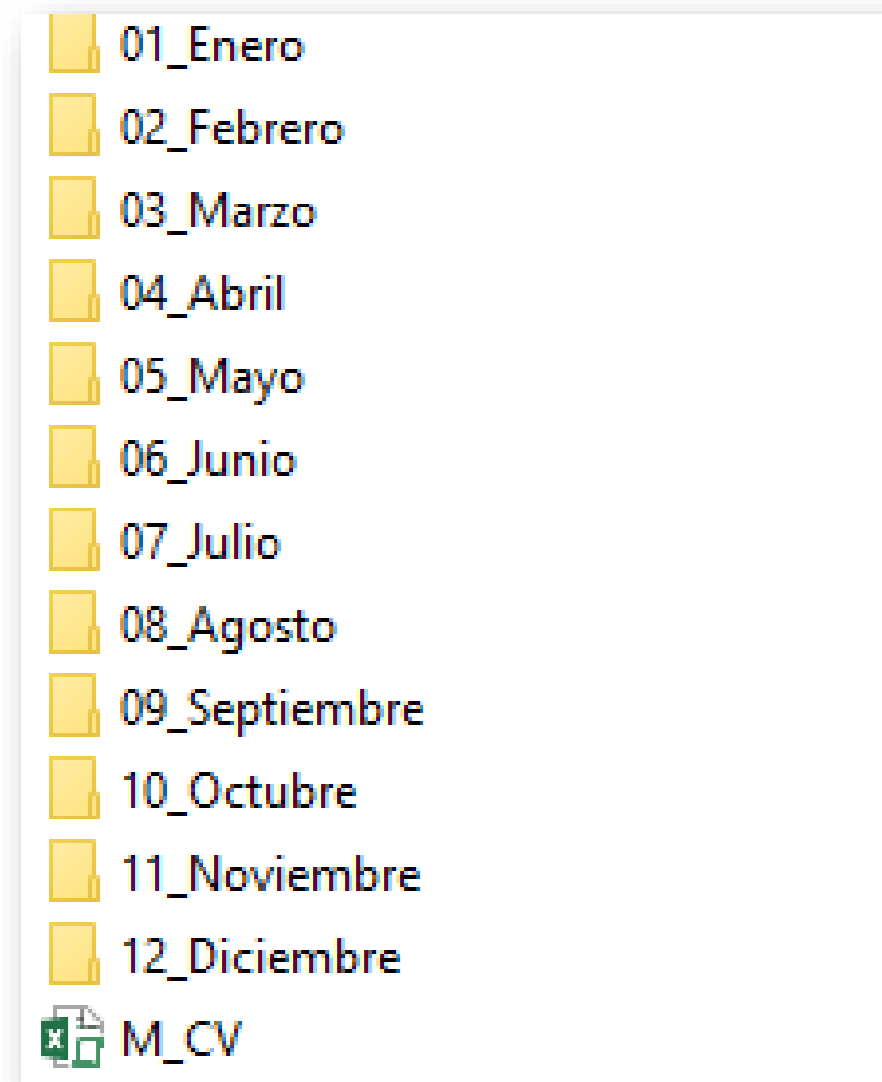 01_Enero
02_Febrero
03_Marzo
04_Abril
05_Mayo
06_Junio
07_Julio
08_Agosto
09_Septiembre
10_Octubre
11_Noviembre
12_Diciembre
M_CV